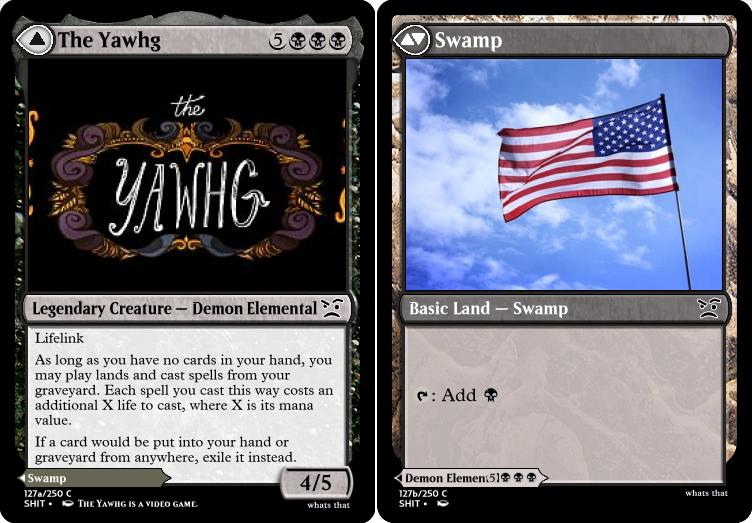 The Yawhg 5
the
YAWHG
Legendary Creature — Demon Elemental
Lifelink
As long as you have no cards in your hand, you
may play lands and cast spells from your
graveyard. Each spell you cast this way costs an
additional X life to cast, where X is its mana
value.
If a card would be put into your hand or
graveyard from anywhere, exile it instead.
Swamp
4/5
127a/250 C
SHIT • The Yawhg is a video game.
whats that
Swamp
Basic Land — Swamp
: Add
Demon Elemen
127b/250 C
SHIT •
whats that